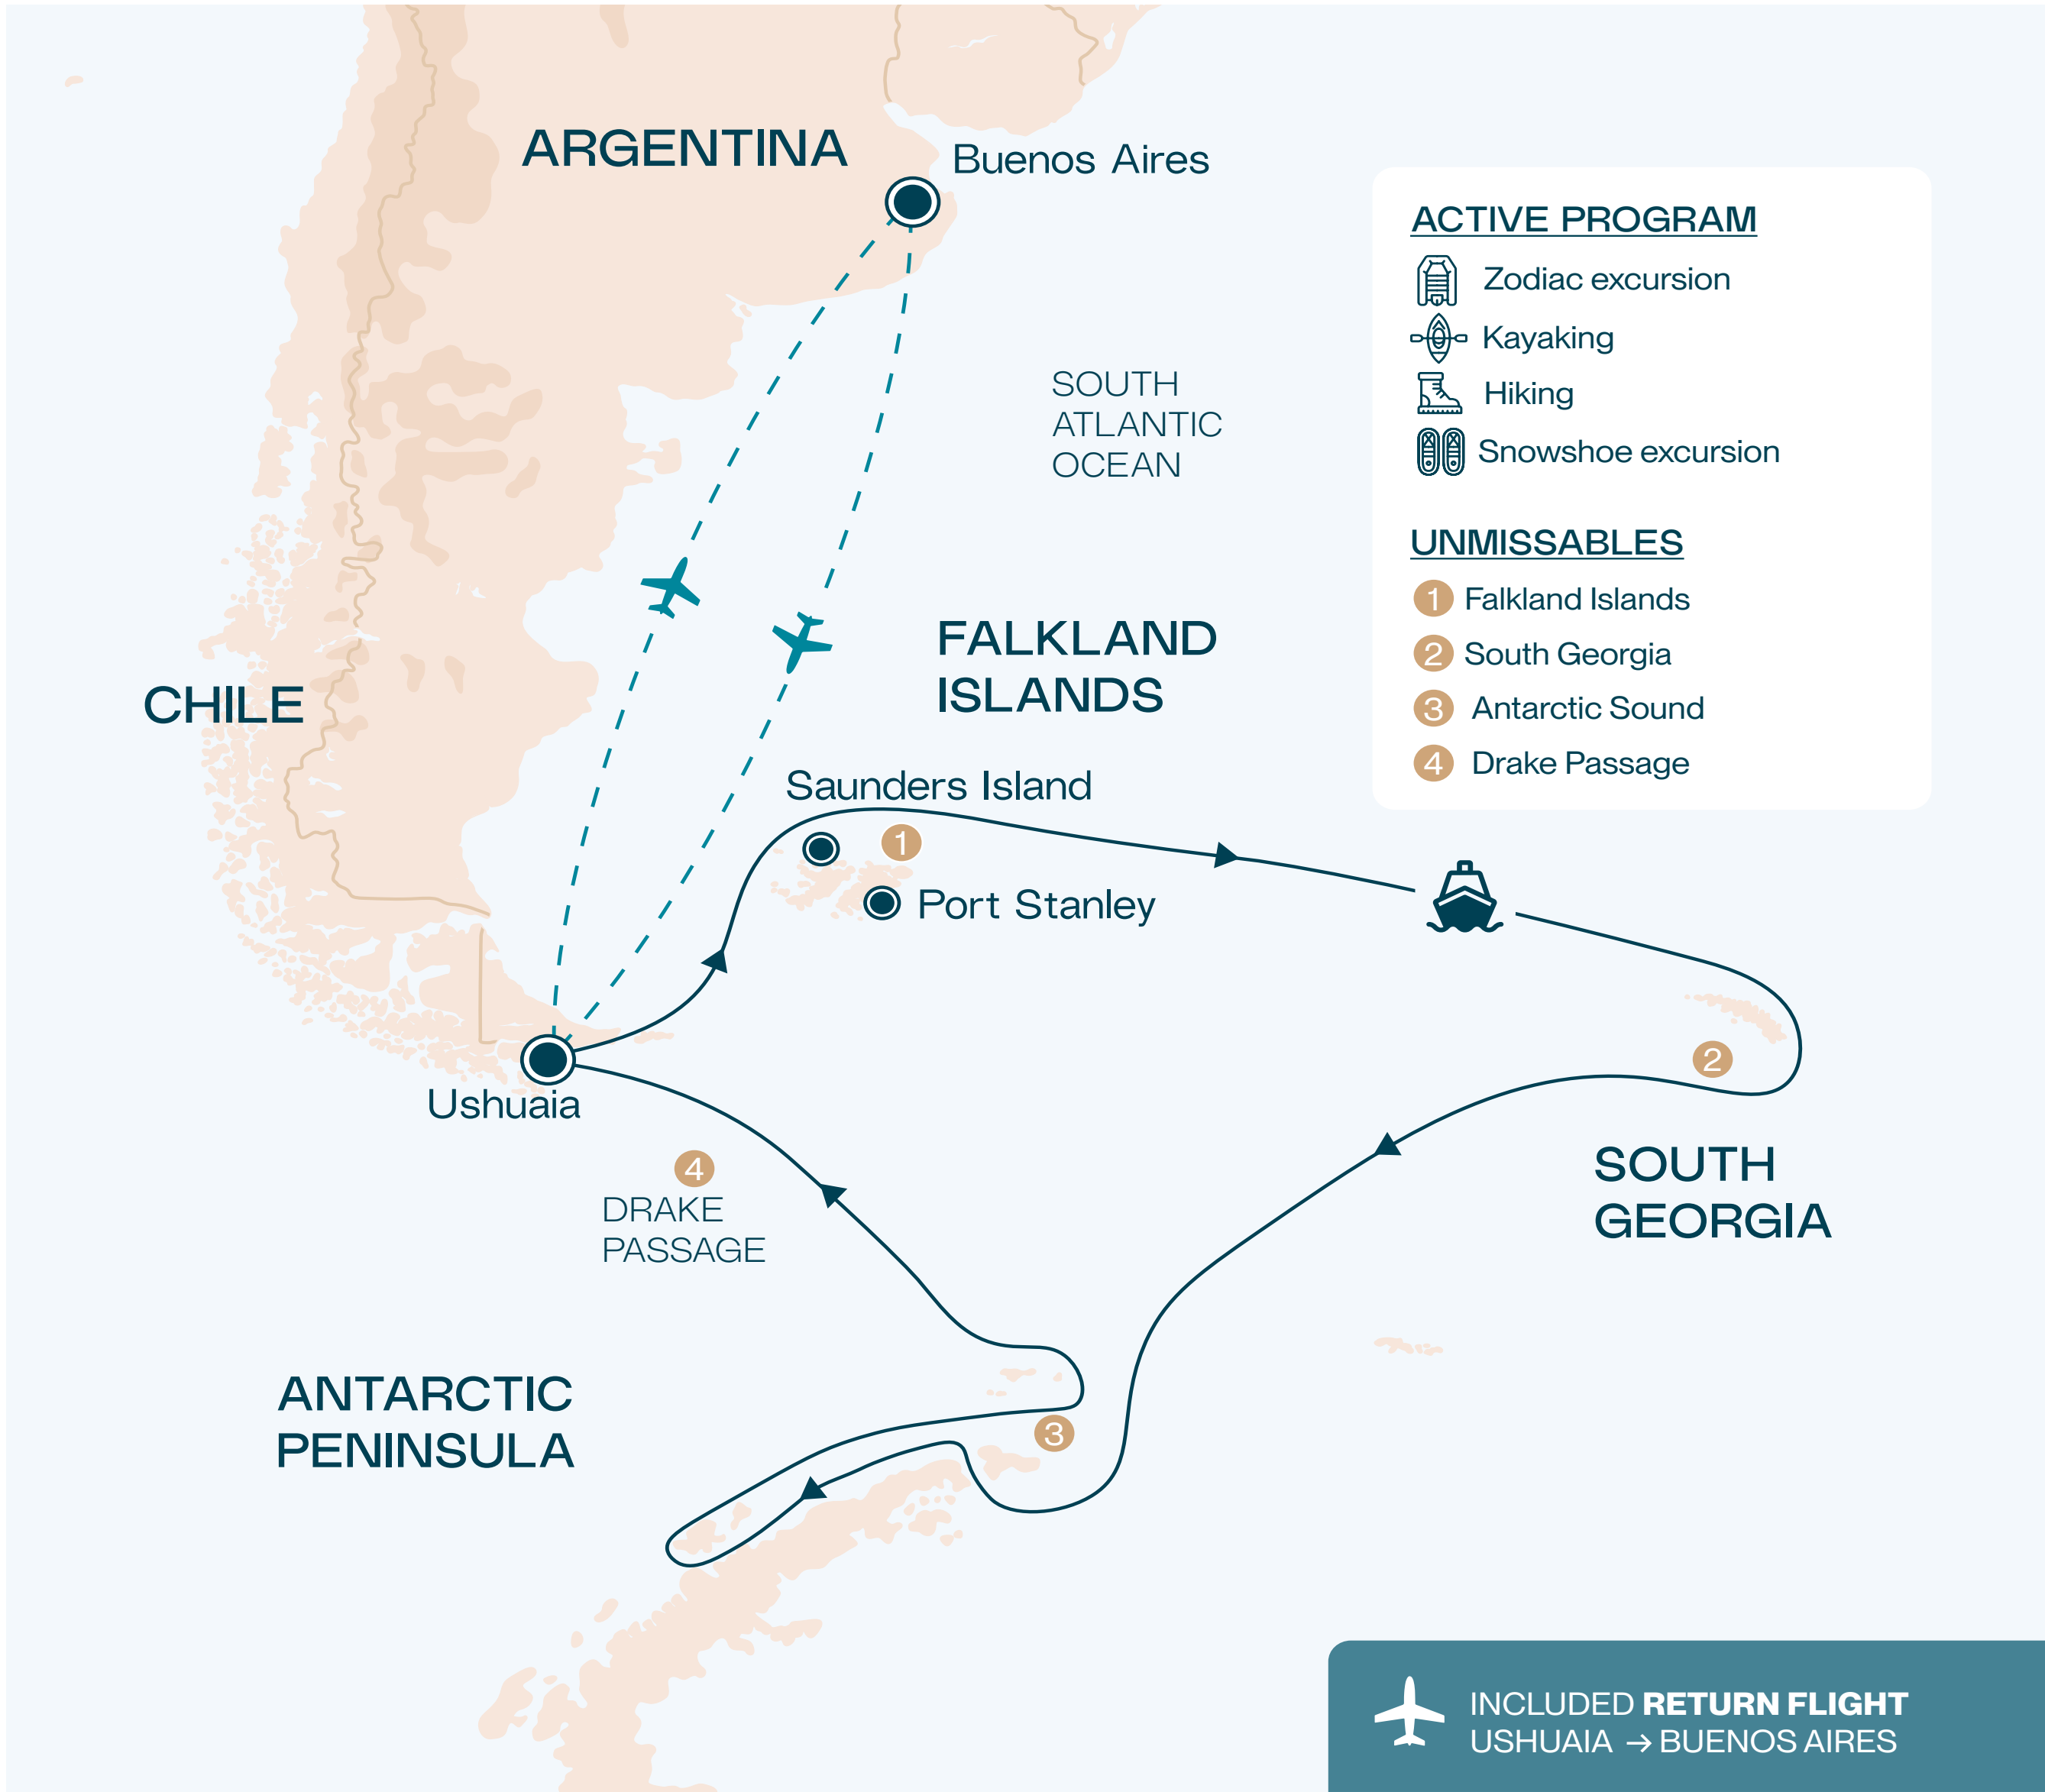 ARGENTINA
Buenos Aires
ACTIVE PROGRAM
Zodiac excursion
Kayaking
Hiking
Snowshoe excursion
UNMISSABLES
1 Falkland Islands
2 South Georgia
3 Antarctic Sound
4 Drake Passage
SOUTH
ATLANTIC
OCEAN
CHILE
FALKLAND
ISLANDS
Saunders Island
1
Port Stanley
Ushuaia
2
SOUTH
GEORGIA
4
DRAKE
PASSAGE
ANTARCTIC
PENINSULA
3
INCLUDED RETURN FLIGHT
USHUAIA → BUENOS AIRES